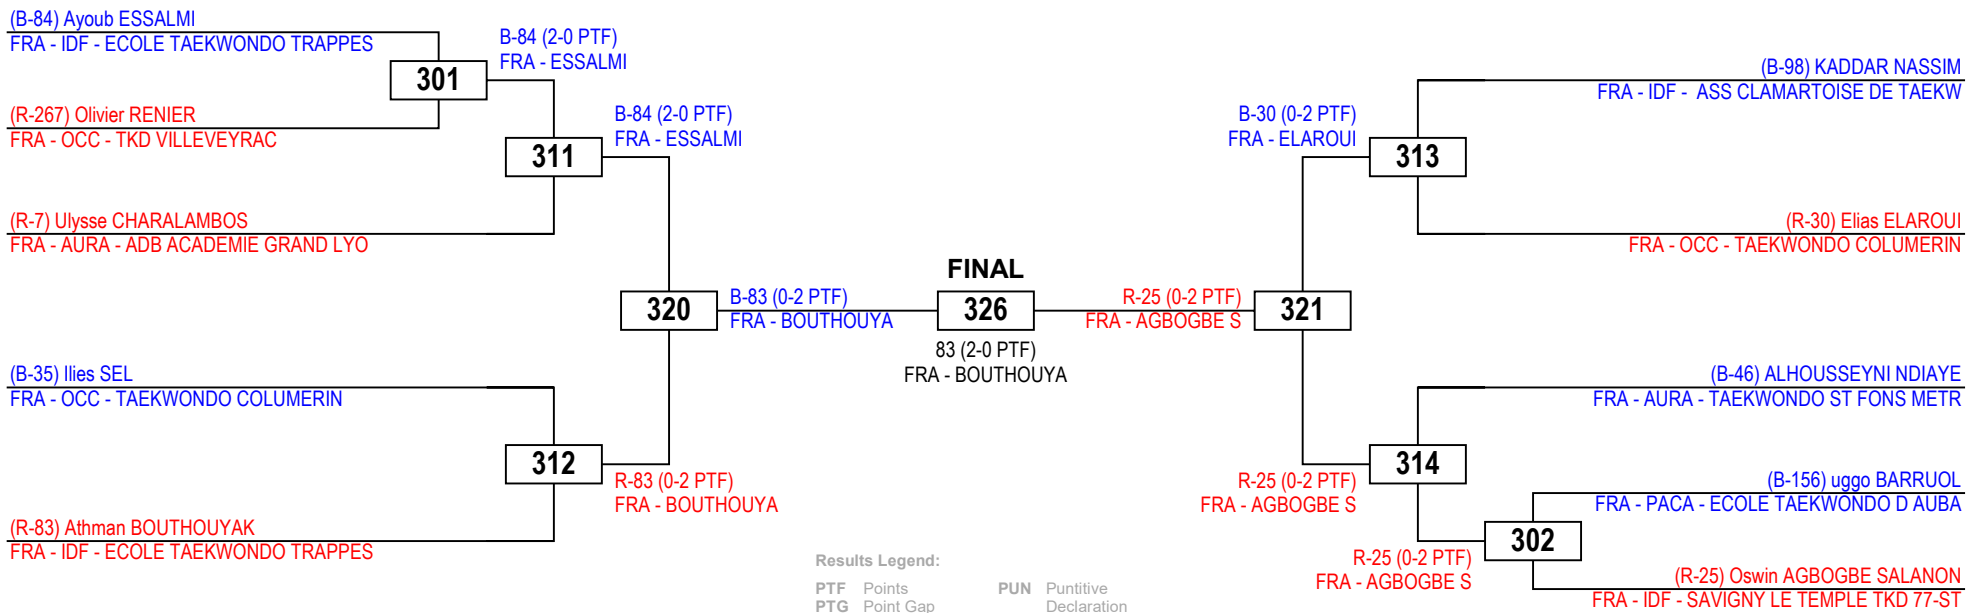 (B-84) Ayoub ESSALMI
FRA - IDF - ECOLE TAEKWONDO TRAPPES
B-84 (2-0 PTF)
FRA - ESSALMI
301
(R-267) Olivier RENIER
FRA - OCC - TKD VILLEVEYRAC
B-84 (2-0 PTF)
FRA - ESSALMI
311
(R-7) Ulysse CHARALAMBOS
FRA - AURA - ADB ACADEMIE GRAND LYO
320
B-83 (0-2 PTF)
FRA - BOUTHOUYA
(B-35) Ilies SEL
FRA - OCC - TAEKWONDO COLUMERIN
312
R-83 (0-2 PTF)
FRA - BOUTHOUYA
(R-83) Athman BOUTHOUYAK
FRA - IDF - ECOLE TAEKWONDO TRAPPES
FINAL
326
83 (2-0 PTF)
FRA - BOUTHOUYA
(B-98) KADDAR NASSIM
FRA - IDF - ASS CLAMARTOISE DE TAEKW
B-30 (0-2 PTF)
FRA - ELAROUI
313
(R-30) Elias ELAROUI
FRA - OCC - TAEKWONDO COLUMERIN
R-25 (0-2 PTF)
FRA - AGBOGBE S
321
(B-46) ALHOUSSEYNI NDIAYE
FRA - AURA - TAEKWONDO ST FONS METR
314
R-25 (0-2 PTF)
FRA - AGBOGBE S
(B-156) uggo BARRUOL
FRA - PACA - ECOLE TAEKWONDO D AUBA
302
R-25 (0-2 PTF)
FRA - AGBOGBE S
(R-25) Oswin AGBOGBE SALANON
FRA - IDF - SAVIGNY LE TEMPLE TKD 77-ST
Results Legend:
PTF Points
PTG Point Gap
PUN Puntitive
Declaration